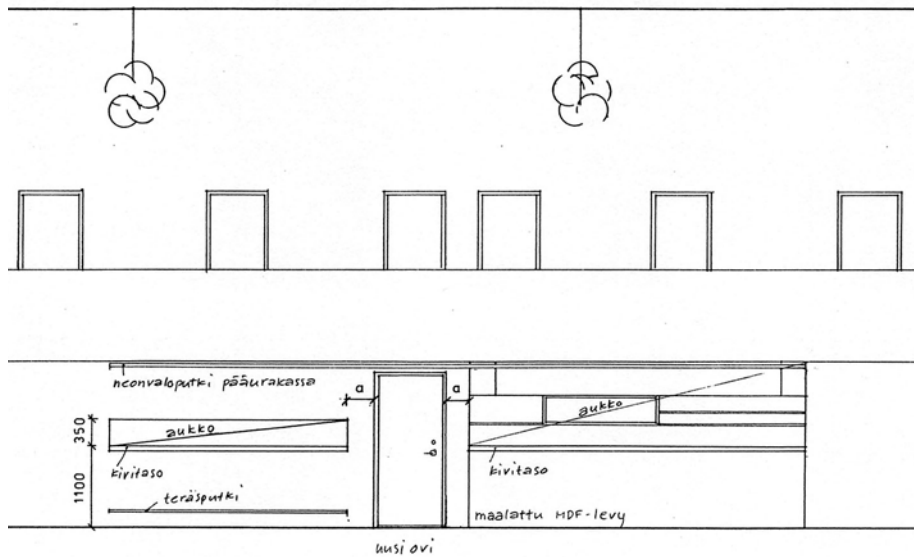 neonvaloputki pääurakassa
a
a
350
aukko
aukko
kivitaso
kivitaso
1100
teräsputki
maalattu MDF-levy
uusi ovi